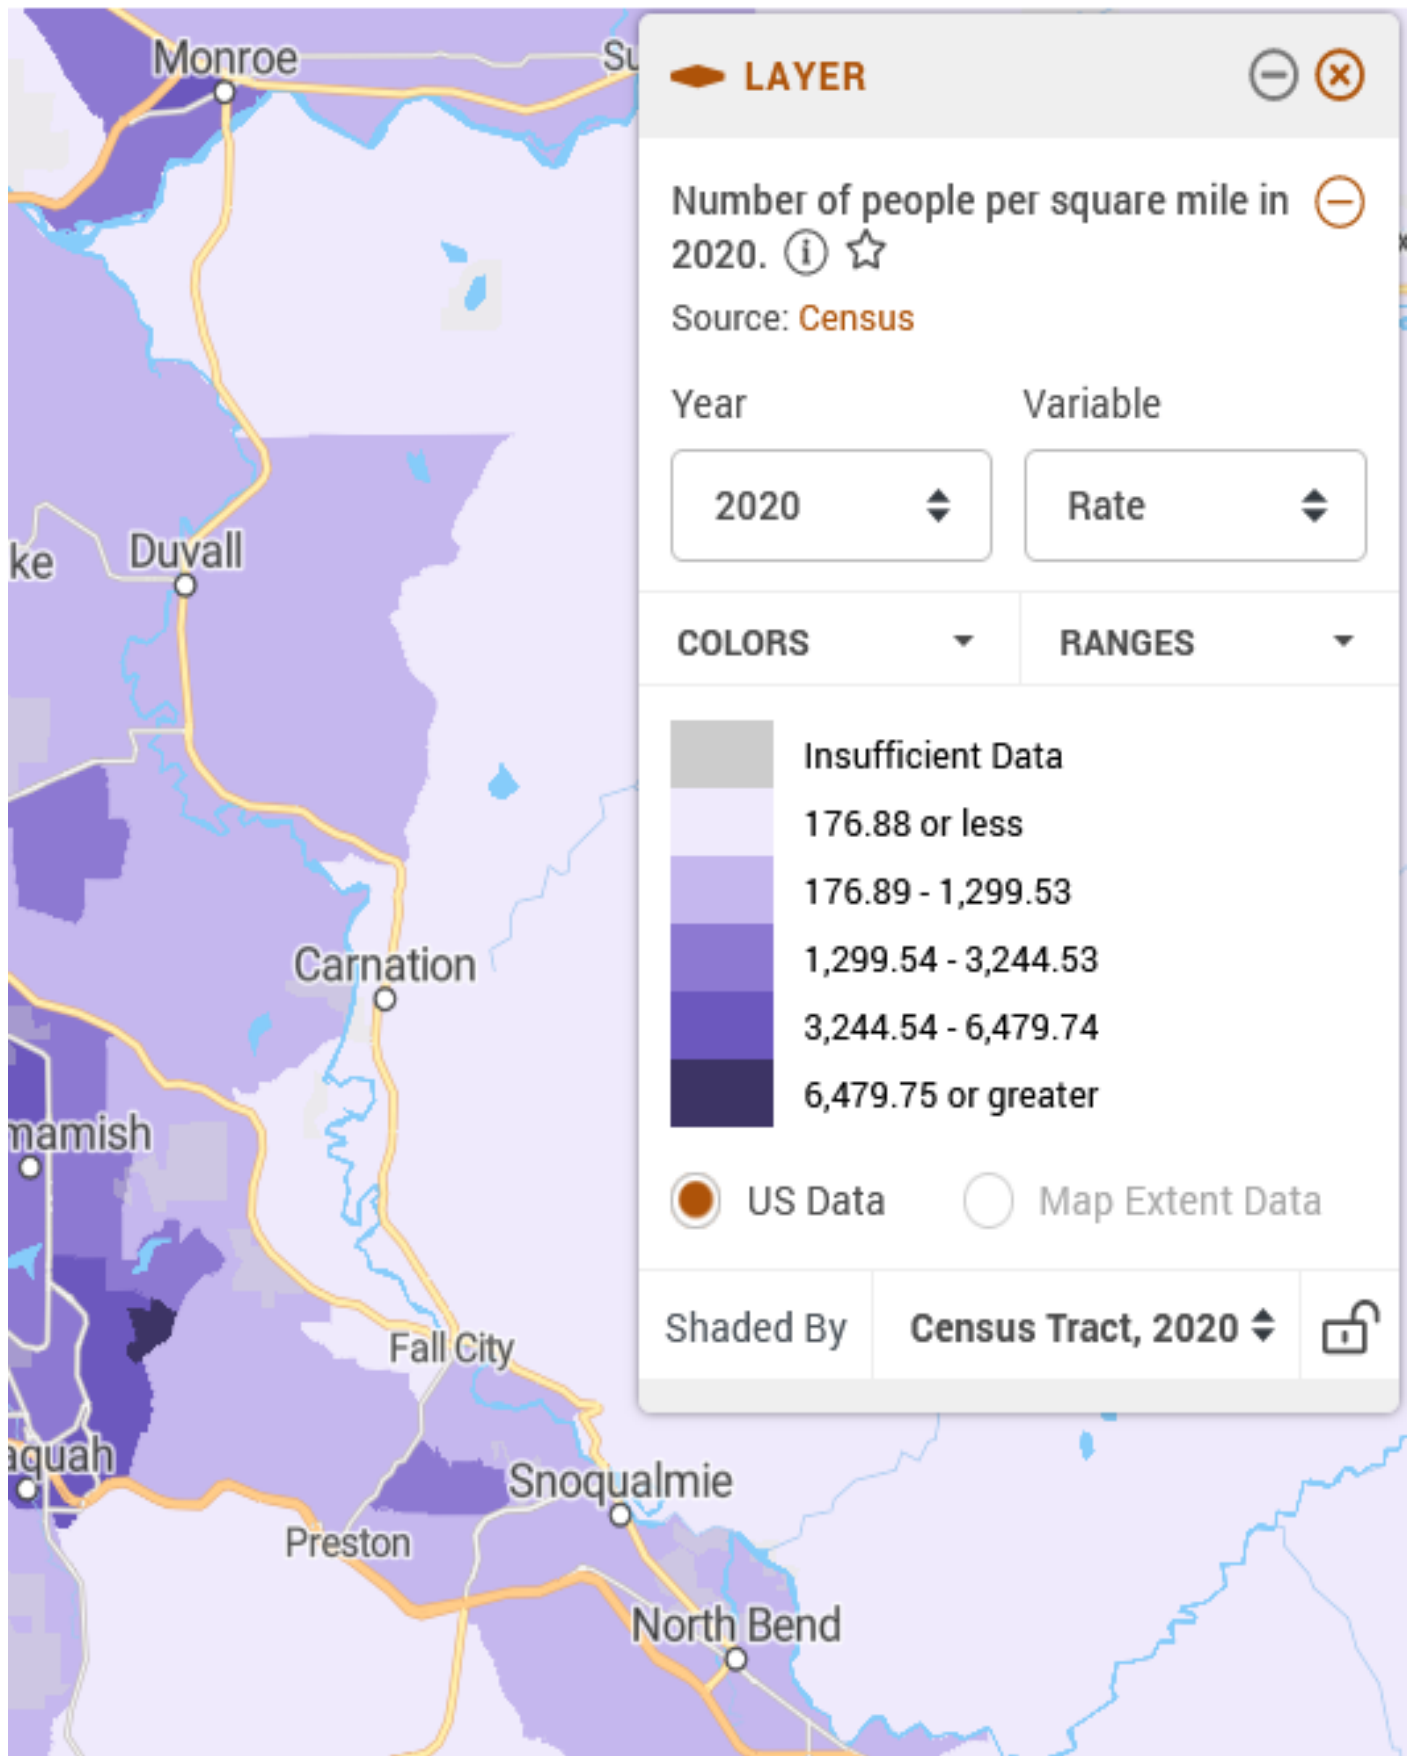 Monroe
Su
LAYER
Number of people per square mile in
2020.
Source: Census
Year
Variable
2020
Rate
Duvall
ke
COLORS
RANGES
Insufficient Data
176.88 or less
176.89 - 1,299.53
1,299.54 - 3,244.53
Carnation
3,244.54 - 6,479.74
6,479.75 or greater
mamish
US Data
Map Extent Data
Shaded By
Census Tract, 2020
Fall City
aquah
Snoqualmie
Preston
North Bend